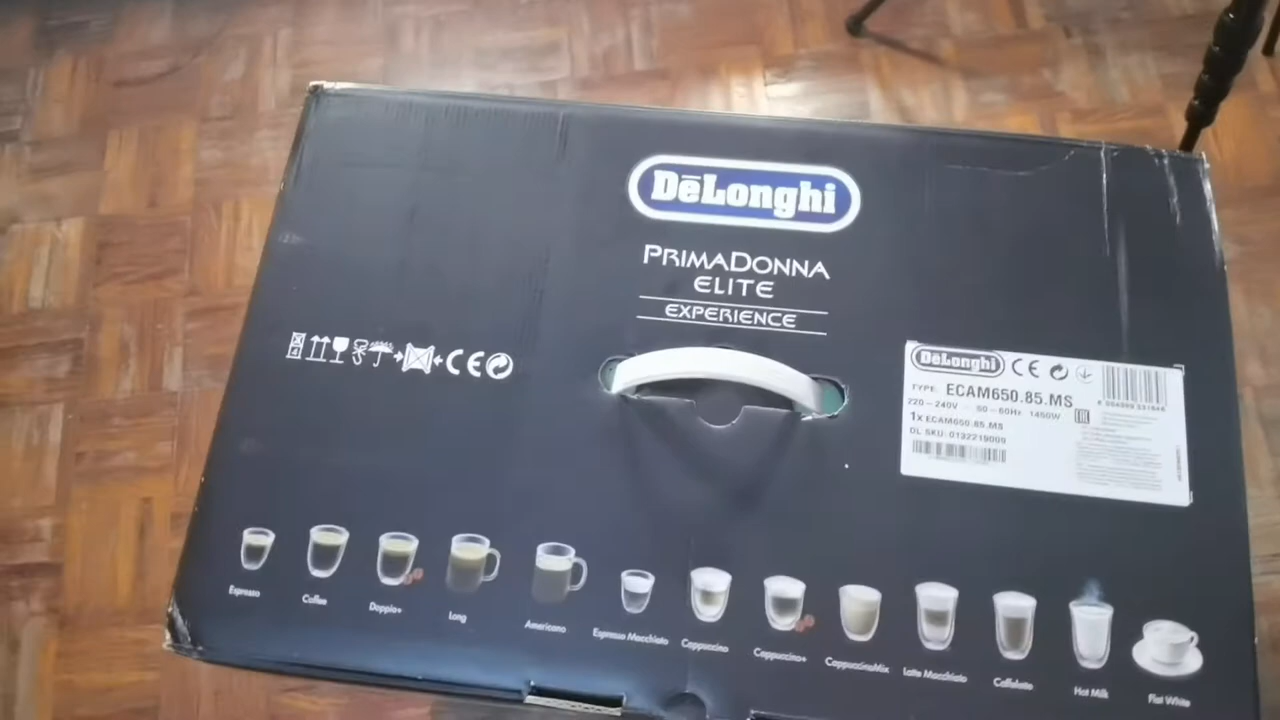 DēLonghi
PRIMADONNA
ELITE
EXPERIENCE
DēLonghi CE
TYPE: ECAM650.85.MS
220-240V ~ 50-60Hz 1450W
1x ECAM650.85.MS
DL SKU: 0132219009
CE
Espresso
Coffee
Doppio+
Long
Americano
Espresso Macchiato
Cappuccino
Cappuccino+
CappuccinoMix
Latte Macchiato
Caffelatte
Hot Milk
Flat White